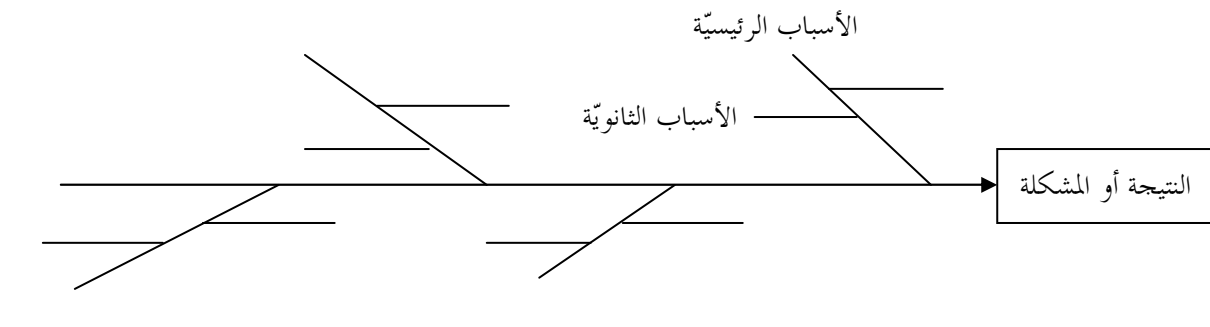 الأسباب الرئيسيّة
الأسباب الثانويّة
النتيجة أو المشكلة